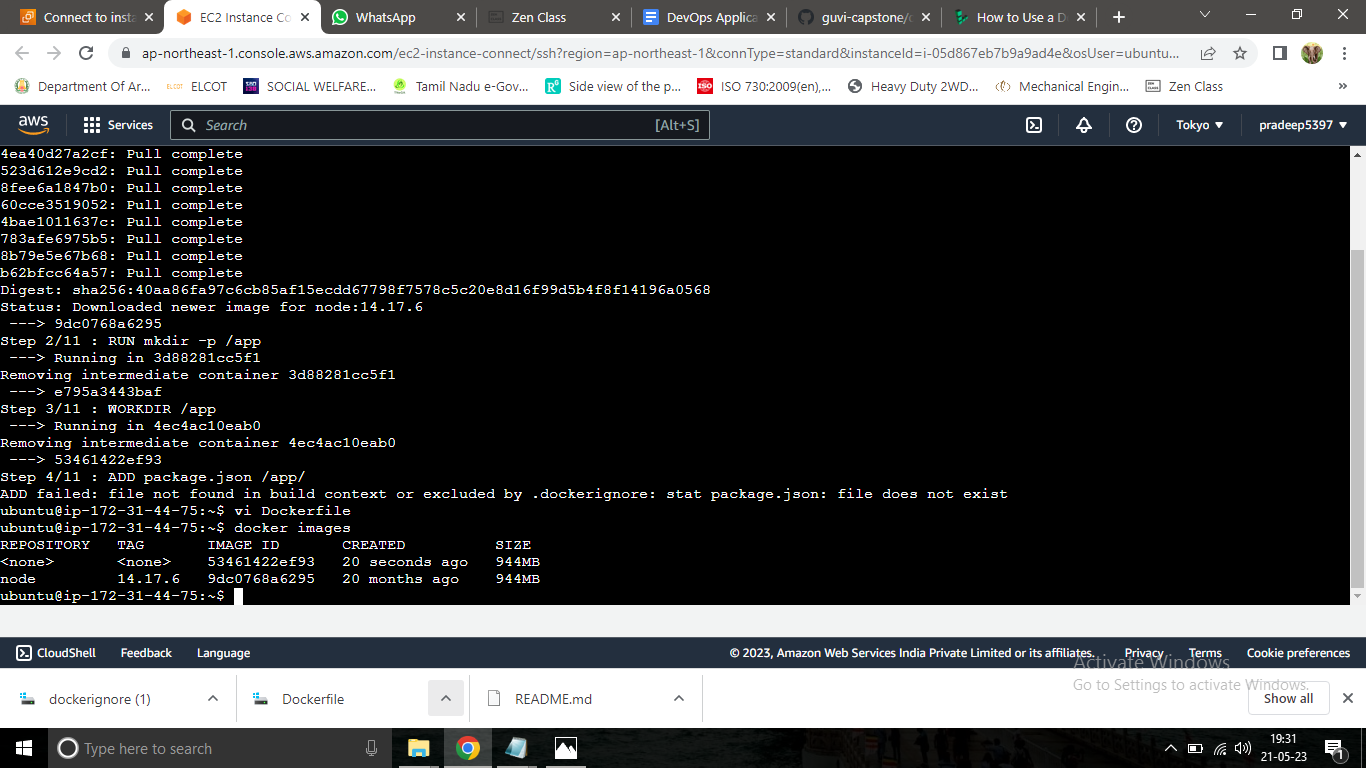 Connect to insta
EC2 Instance Co
WhatsApp
Zen Class
DevOps Applica
guvi-capstone/d
How to Use a D
ap-northeast-1.console.aws.amazon.com/ec2-instance-connect/ssh?region=ap-northeast-1&connType=standard&instanceId=i-05d867eb7b9a9ad4e&osUser=ubuntu...
Department Of Ar...
ELCOT
SOCIAL WELFARE...
Tamil Nadu e-Gov...
Side view of the p...
ISO 730:2009(en),...
Heavy Duty 2WD...
Mechanical Engin...
Zen Class
aws
Services
Search
[Alt+S]
Tokyo
pradeep5397
4ea40d27a2cf: Pull complete
523d612e9cd2: Pull complete
8fee6a1847b0: Pull complete
60cce3519052: Pull complete
4bae1011637c: Pull complete
783afe6975b5: Pull complete
8b79e5e67b68: Pull complete
b62bfcc64a57: Pull complete
Digest: sha256:40aa86fa97c6cb85af15ecdd67798f7578c5c20e8d16f99d5b4f8f14196a0568
Status: Downloaded newer image for node:14.17.6
---> 9dc0768a6295
Step 2/11 : RUN mkdir -p /app
---> Running in 3d88281cc5f1
Removing intermediate container 3d88281cc5f1
---> e795a3443baf
Step 3/11 : WORKDIR /app
---> Running in 4ec4ac10eab0
Removing intermediate container 4ec4ac10eab0
---> 53461422ef93
Step 4/11 : ADD package.json /app/
ADD failed: file not found in build context or excluded by .dockerignore: stat package.json: file does not exist
ubuntu@ip-172-31-44-75:~$ vi Dockerfile
ubuntu@ip-172-31-44-75:~$ docker images
REPOSITORY TAG IMAGE ID CREATED SIZE
<none> <none> 53461422ef93 20 seconds ago 944MB
node 14.17.6 9dc0768a6295 20 months ago 944MB
ubuntu@ip-172-31-44-75:~$
CloudShell
Feedback
Language
© 2023, Amazon Web Services India Private Limited or its affiliates.
Privacy
Terms
Cookie preferences
Activate Windows
Go to Settings to activate Windows.
dockerignore (1)
Dockerfile
README.md
Show all
Type here to search
19:31
21-05-23
1